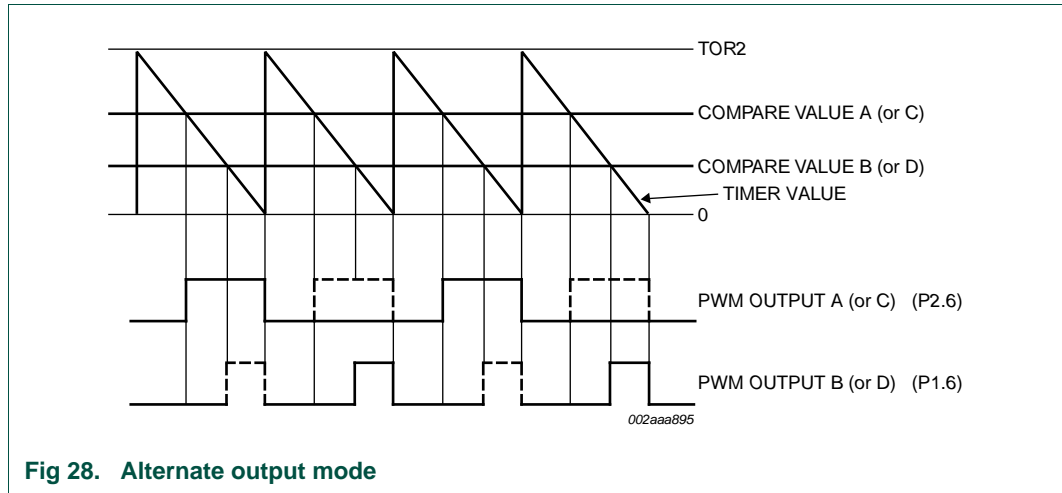 TOR2
COMPARE VALUE A (or C)
COMPARE VALUE B (or D)
TIMER VALUE
0
PWM OUTPUT A (or C) (P2.6)
PWM OUTPUT B (or D) (P1.6)
002aaa895
Fig 28. Alternate output mode